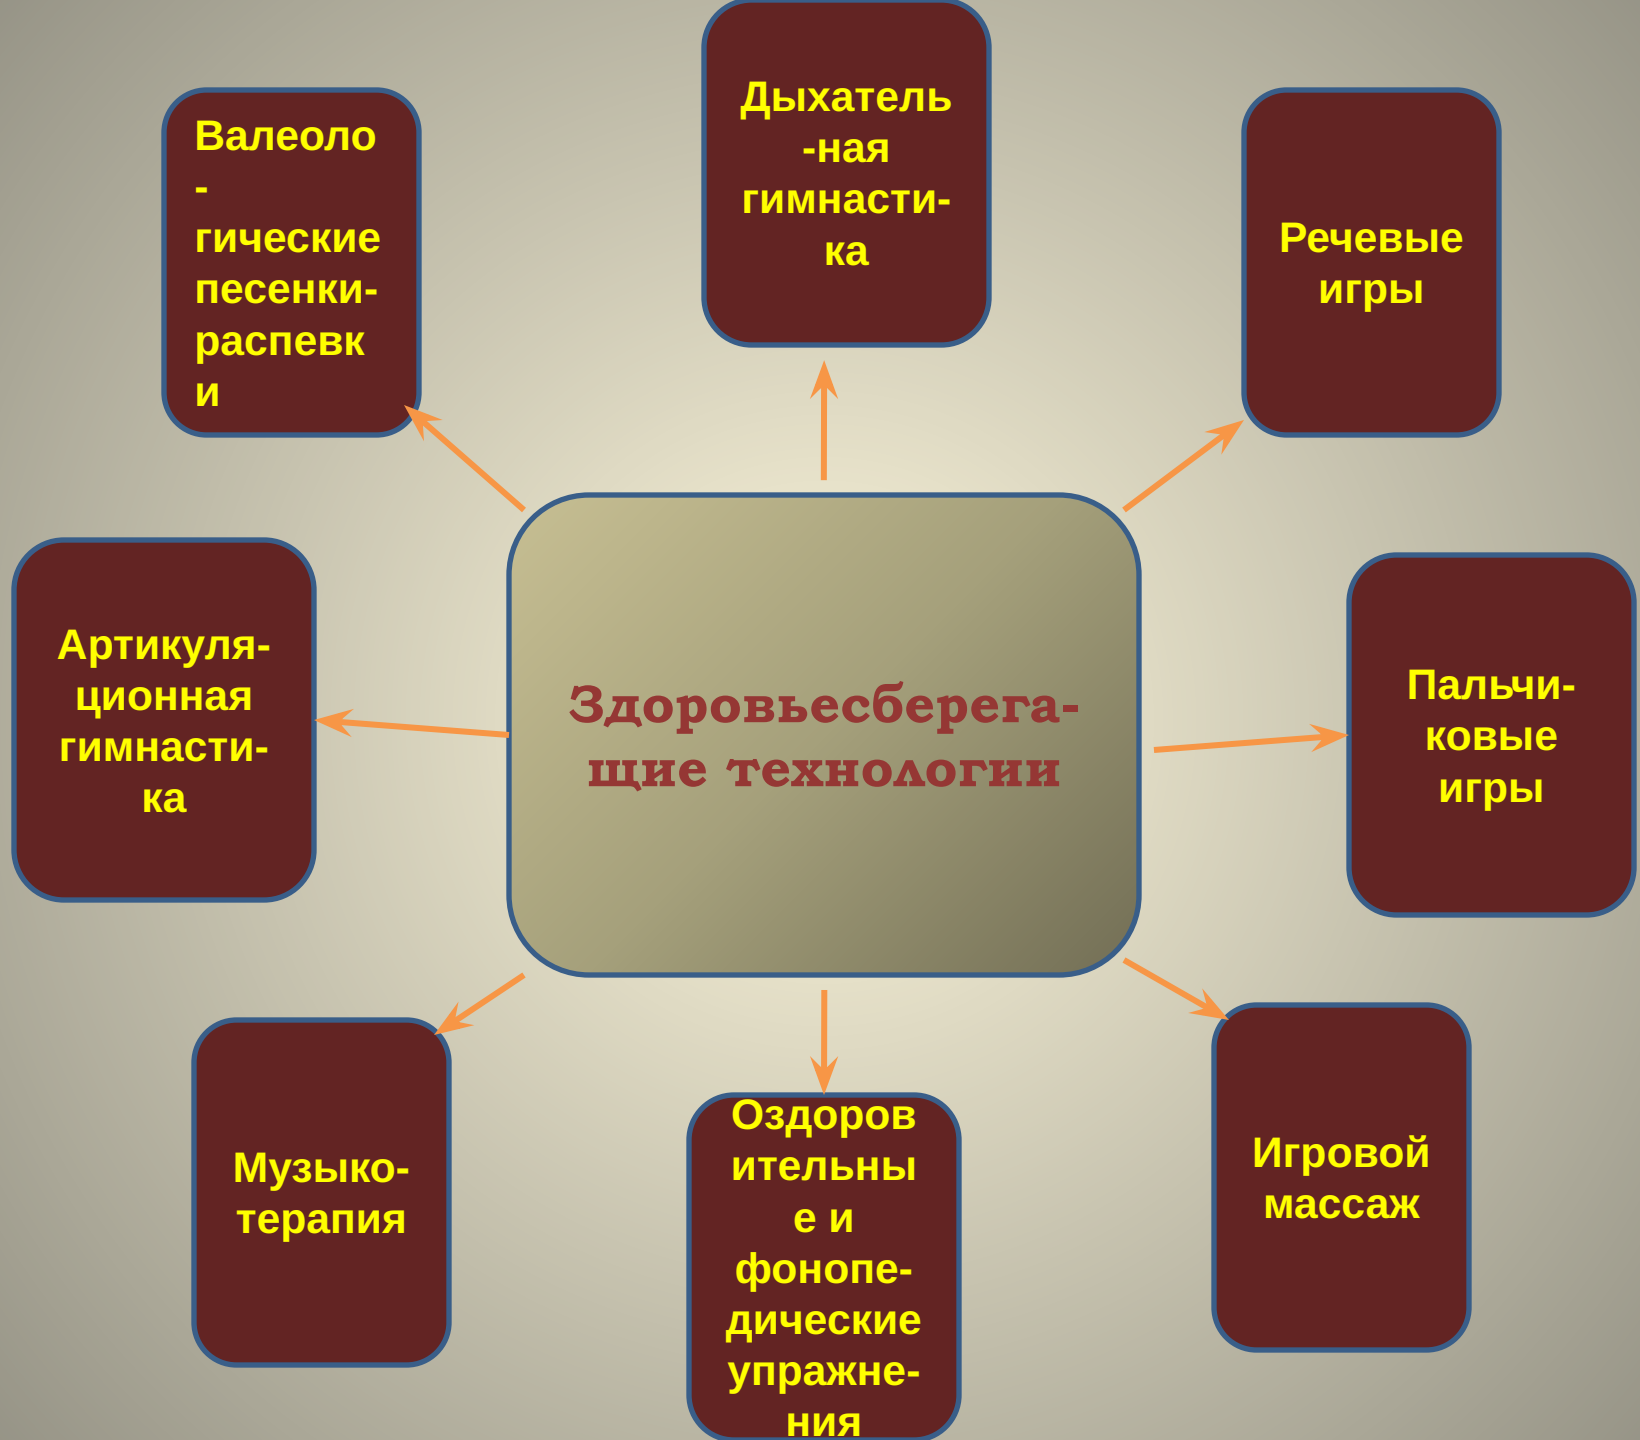 Дыхатель
-ная
гимнасти-
ка
Валеоло
-
гические
песенки-
распевк
и
Речевые
игры
Артикуля-
ционная
гимнасти-
ка
Здоровьесберега-
щие технологии
Пальчи-
ковые
игры
Музыко-
терапия
Оздоров
ительны
е и
фонопе-
дические
упражне-
ния
Игровой
массаж